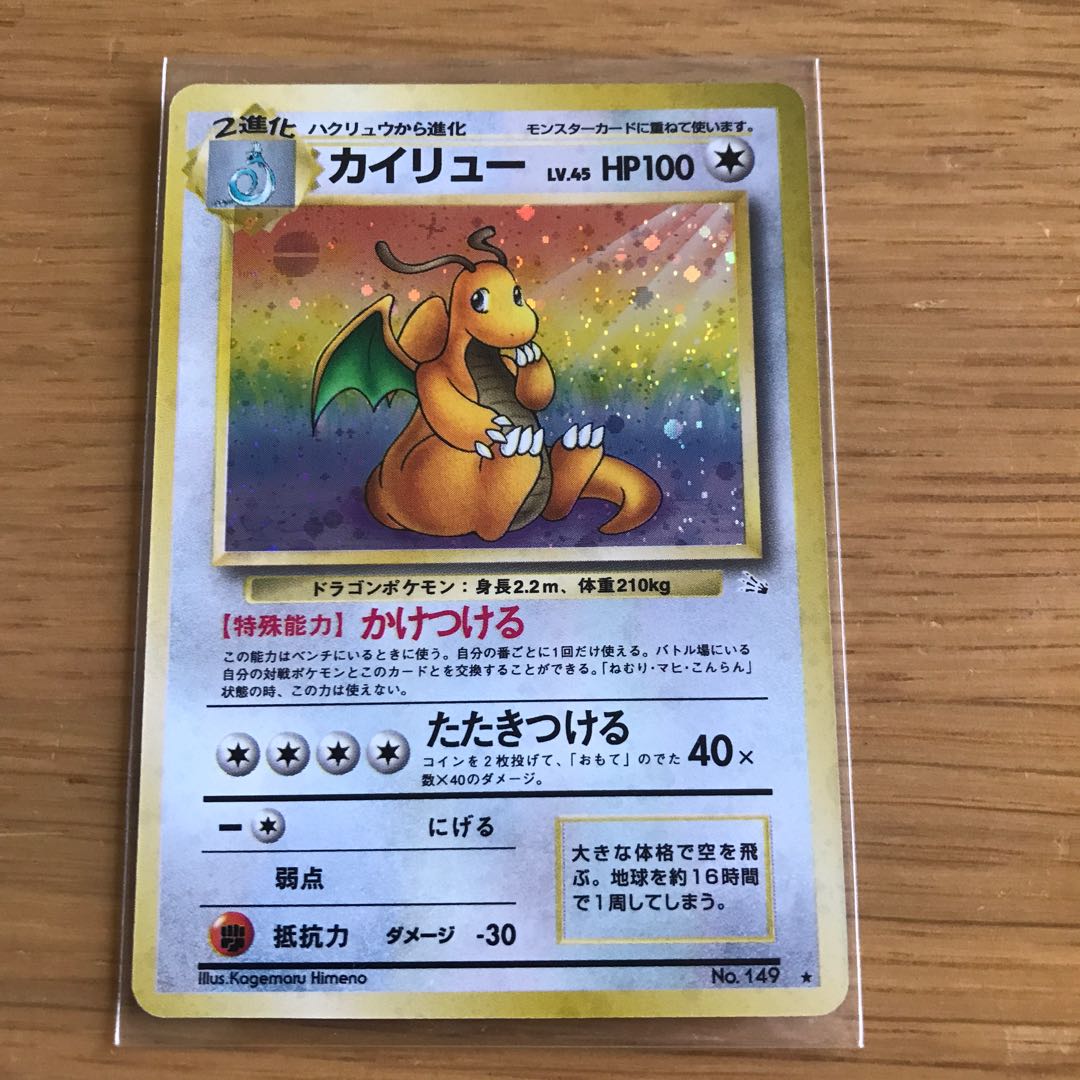 2進化 ハクリュウから進化 モンスターカードに重ねて使います。
カイリュー LV.45 HP100
ドラゴンポケモン：身長2.2m、体重210kg
【特殊能力】かけつける
この能力はベンチにいるときに使う。自分の番ごとに1回だけ使える。バトル場にいる
自分の対戦ポケモンとこのカードとを交換することができる。「ねむり・マヒ・こんらん」
状態の時、この力は使えない。
たたきつける
コインを2枚投げて、「おもて」のでた
数×40のダメージ。
40×
にげる
弱点
抵抗力 ダメージ -30
大きな体格で空を飛
ぶ。地球を約16時間
で1周してしまう。
Illus.Kagemaru Himeno
No. 149 ★